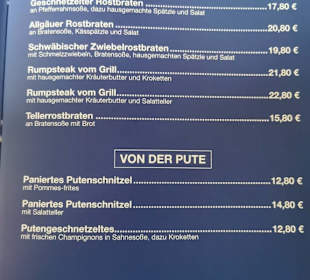 Geschnetzelter Rostbraten........17,80 €
an Pfefferrahmsoße, dazu hausgemachte Spätzle und Salat
Allgäuer Rostbraten........20,80 €
an Bratensoße, Kässpätzle und Salat
Schwäbischer Zwiebelrostbraten........19,80 €
mit Schmelzzwiebeln, Bratensoße, hausgemachten Spätzle und Salat
Rumpsteak vom Grill........21,80 €
mit hausgemachter Kräuterbutter und Kroketten
Rumpsteak vom Grill........22,80 €
mit hausgemachter Kräuterbutter und Salatteller
Tellerrostbraten........15,80 €
an Bratensoße mit Brot
VON DER PUTE
Paniertes Putenschnitzel........12,80 €
mit Pommes-frites
Paniertes Putenschnitzel........14,80 €
mit Salatteller
Putengeschnetzeltes........12,80 €
mit frischen Champignons in Sahnesoße, dazu Kroketten